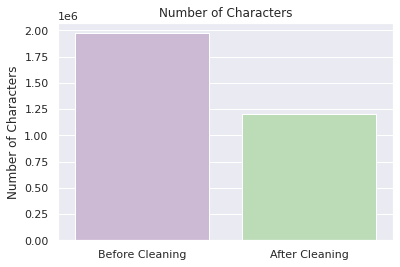 Number of Characters
1e6
Number of Characters
2.00
1.75
1.50
1.25
1.00
0.75
0.50
0.25
0.00
Before Cleaning
After Cleaning